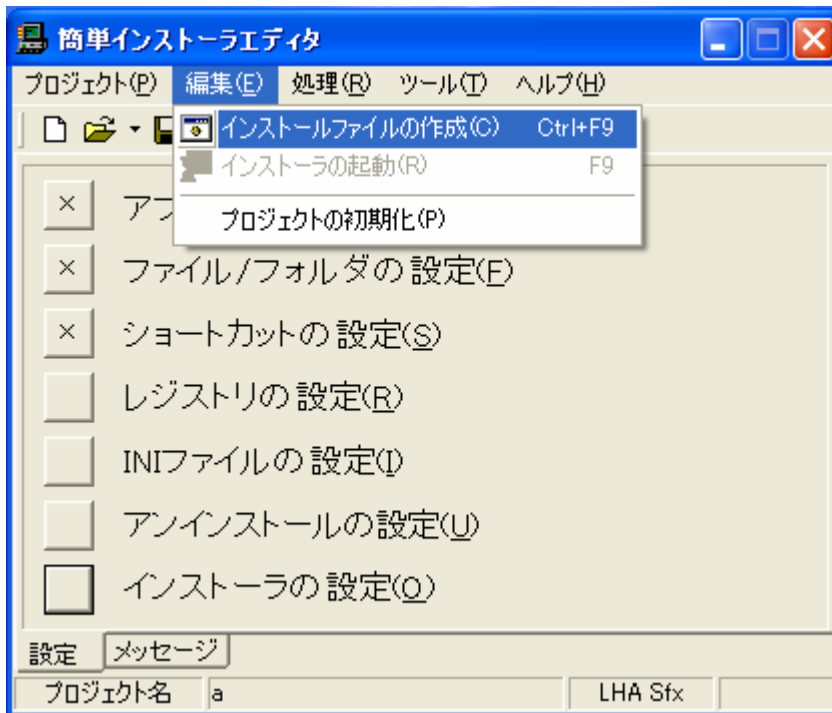 簡単インストーラエディタ
プロジェクト(P) 編集(E) 処理(R) ツール(T) ヘルプ(H)
インストールファイルの作成(C) Ctrl+F9
インストーラの起動(R) F9
プロジェクトの初期化(P)
× アプ
× ファイル/フォルダの設定(F)
× ショートカットの設定(S)
レジストリの設定(R)
INIファイルの設定(I)
アンインストールの設定(U)
インストーラの設定(O)
設定 メッセージ
プロジェクト名 a LHA Sfx